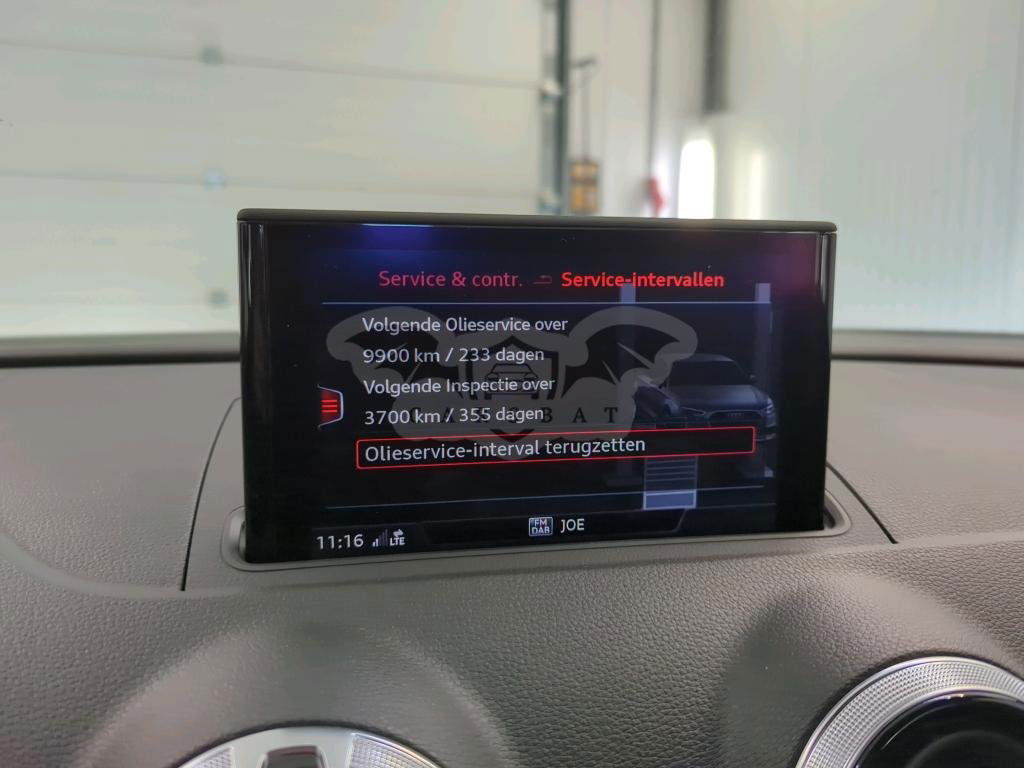 Service & contr. Service-intervallen
Volgende Olieservice over
9900 km / 233 dagen
Volgende Inspectie over
3700 km / 355 dagen
CARSBAT
Olieservice-interval terugzetten
FM DAB JOE
11:16 LTE